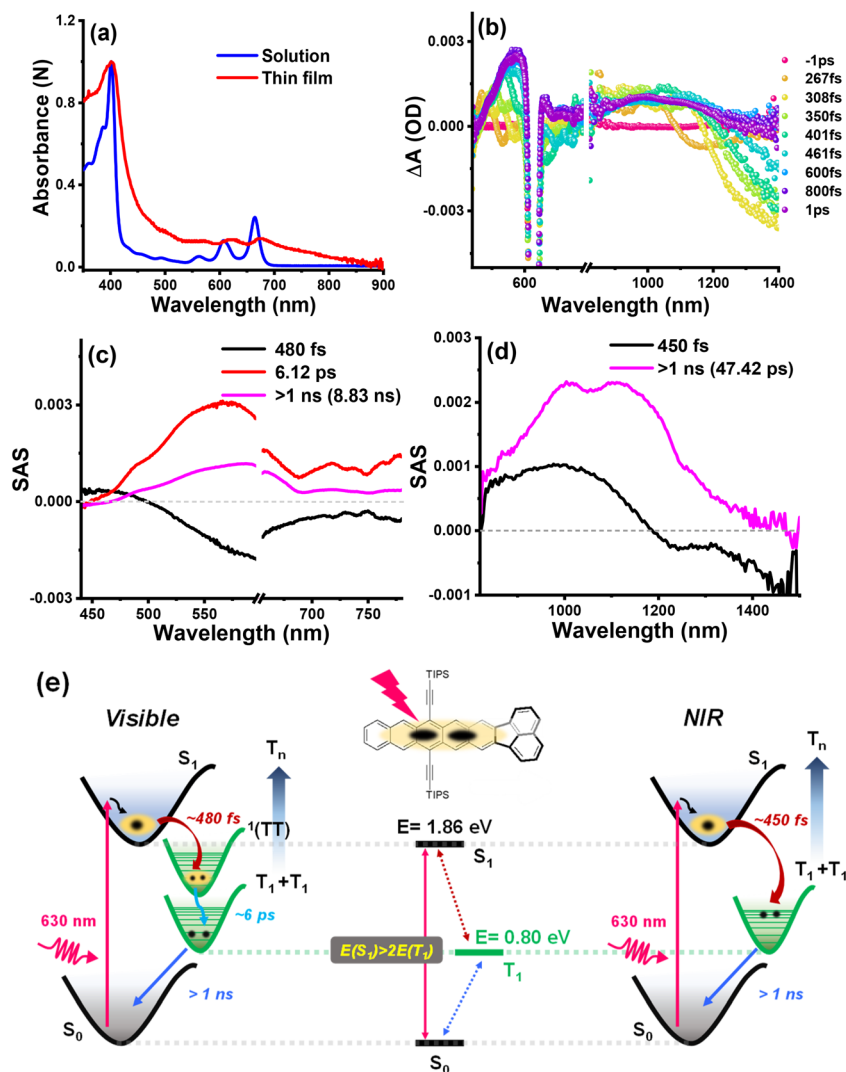 (a)
Solution
Thin film
Absorbance (N)
1.2
0.8
0.4
0.0
400 500 600 700 800 900
Wavelength (nm)
(b)
ΔA (OD)
0.003
0.000
-0.003
600 1000 1200 1400
Wavelength (nm)
-1ps
267fs
308fs
350fs
401fs
461fs
600fs
800fs
1ps
(c)
480 fs
6.12 ps
>1 ns (8.83 ns)
SAS
0.003
0.000
-0.003
450 500 550 700 750
Wavelength (nm)
(d)
450 fs
>1 ns (47.42 ps)
SAS
0.003
0.002
0.001
0.000
-0.001
1000 1200 1400
Wavelength (nm)
(e)
TIPS
TIPS
Visible
S1
Tn
~480 fs
1(TT)
T1+T1
~6 ps
630 nm
> 1 ns
S0
E= 1.86 eV
S1
E= 0.80 eV
E(S1)>2E(T1)
T1
S0
NIR
S1
Tn
~450 fs
T1+T1
630 nm
> 1 ns
S0